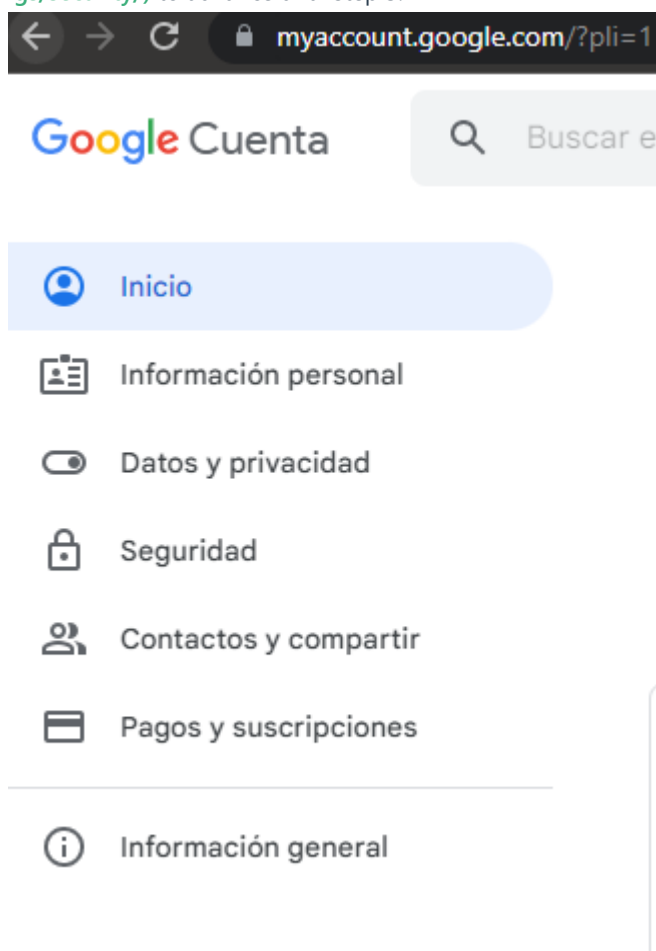 myaccount.google.com/?pli=1
Google Cuenta
Buscar e
Inicio
Información personal
Datos y privacidad
Seguridad
Contactos y compartir
Pagos y suscripciones
Información general